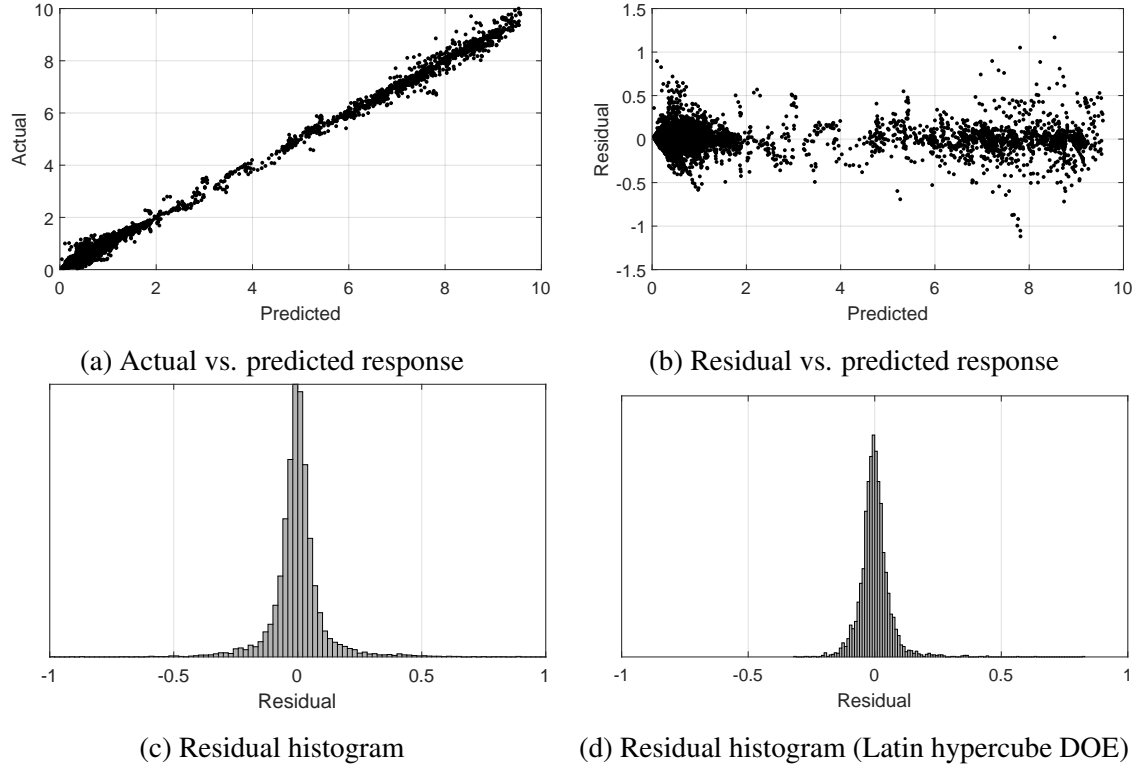 10
8
6
4
2
0
Actual
0 2 4 6 8 10
Predicted
(a) Actual vs. predicted response
1.5
1
0.5
0
-0.5
-1
-1.5
Residual
0 2 4 6 8 10
Predicted
(b) Residual vs. predicted response
-1 -0.5 0 0.5 1
Residual
(c) Residual histogram
-1 -0.5 0 0.5 1
Residual
(d) Residual histogram (Latin hypercube DOE)